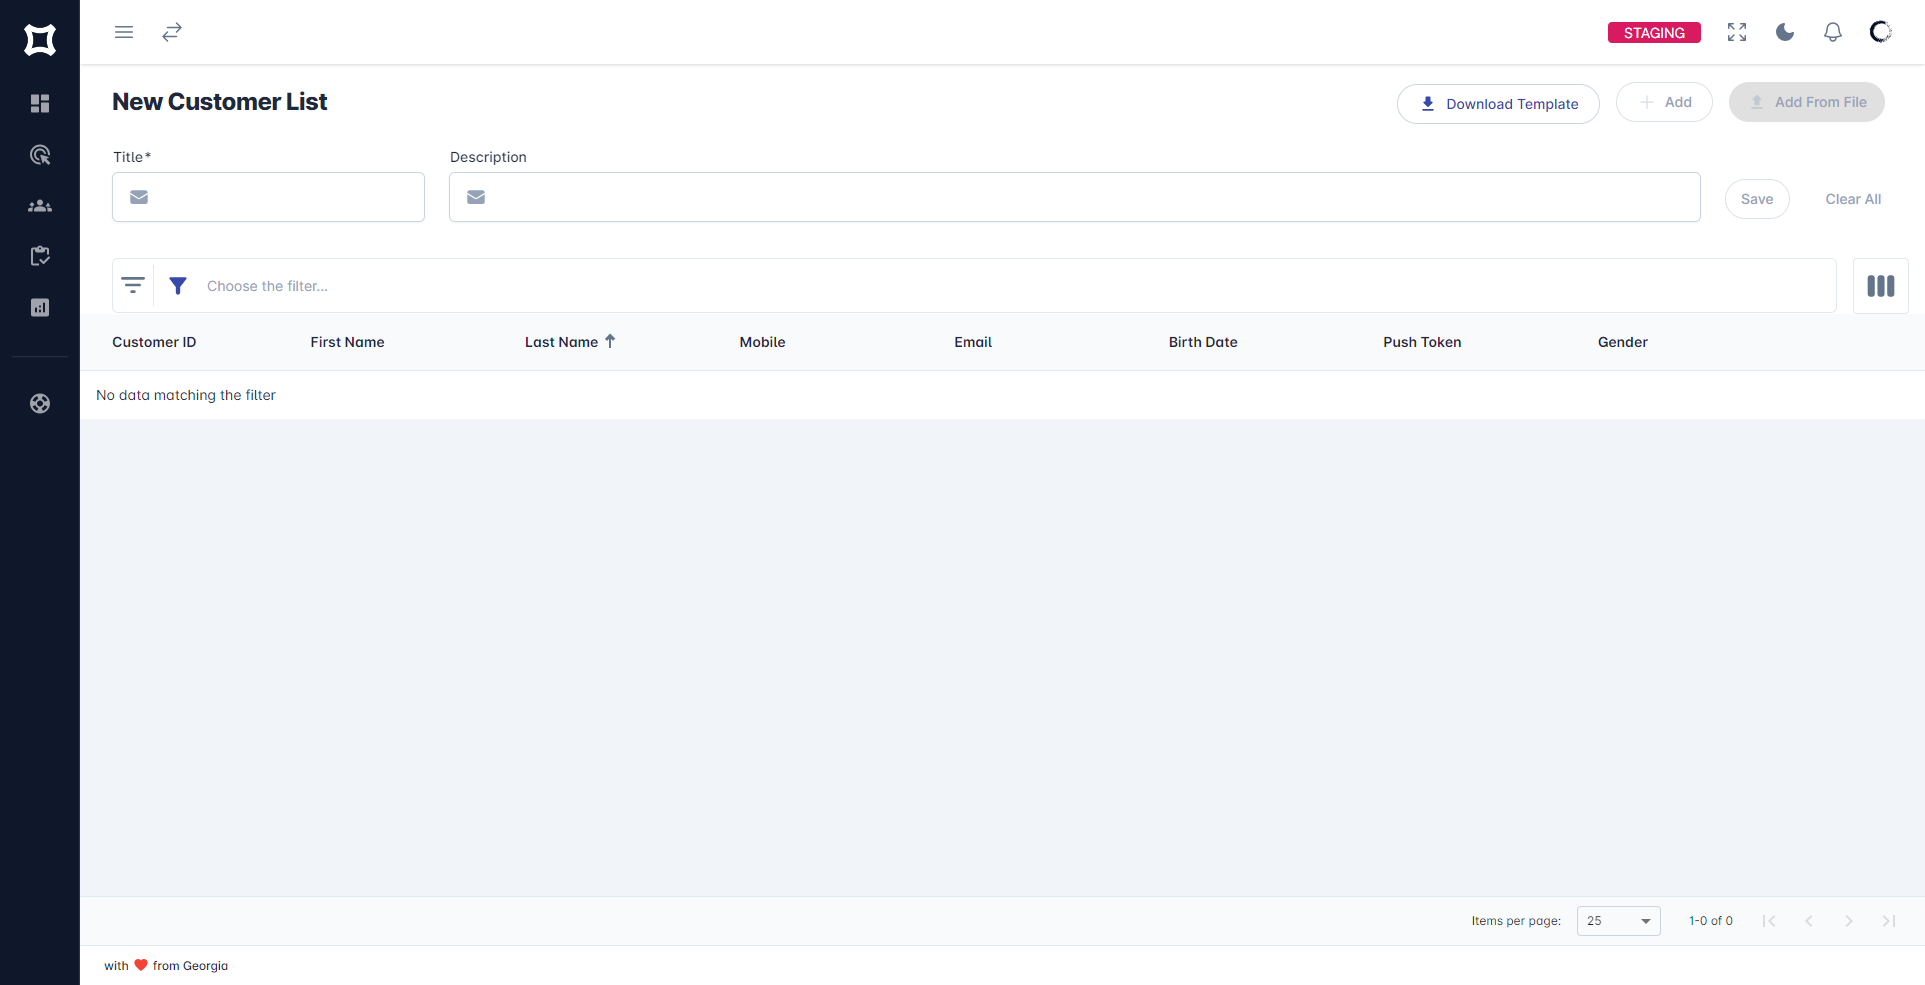 STAGING
New Customer List
Download Template
Add
Add From File
Title*
Description
Save
Clear All
Choose the filter...
Customer ID First Name Last Name Mobile Email Birth Date Push Token Gender
No data matching the filter
Items per page: 25 1-0 of 0
with ❤ from Georgia